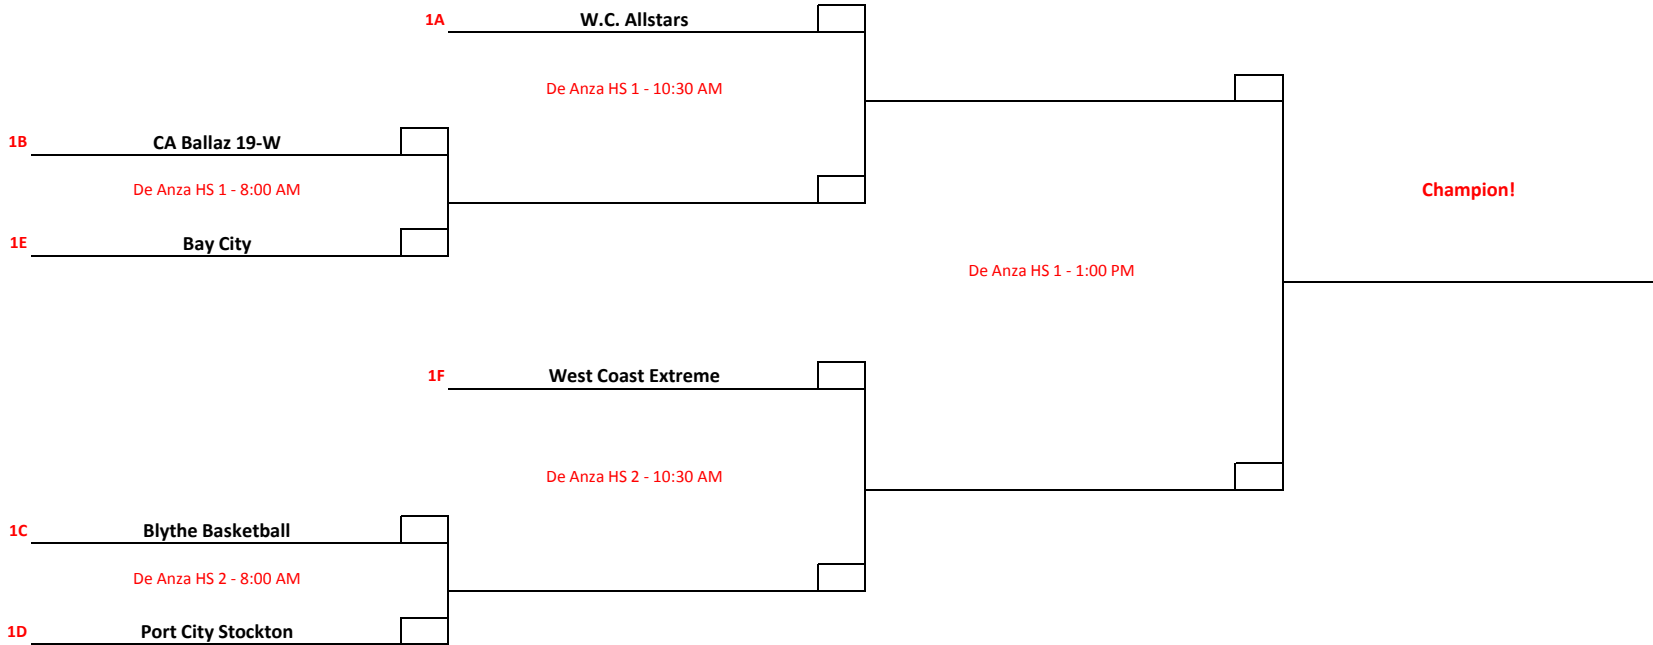 1A W.C. Allstars
De Anza HS 1 - 10:30 AM
1B CA Ballaz 19-W
De Anza HS 1 - 8:00 AM
Champion!
1E Bay City
De Anza HS 1 - 1:00 PM
1F West Coast Extreme
De Anza HS 2 - 10:30 AM
1C Blythe Basketball
De Anza HS 2 - 8:00 AM
1D Port City Stockton